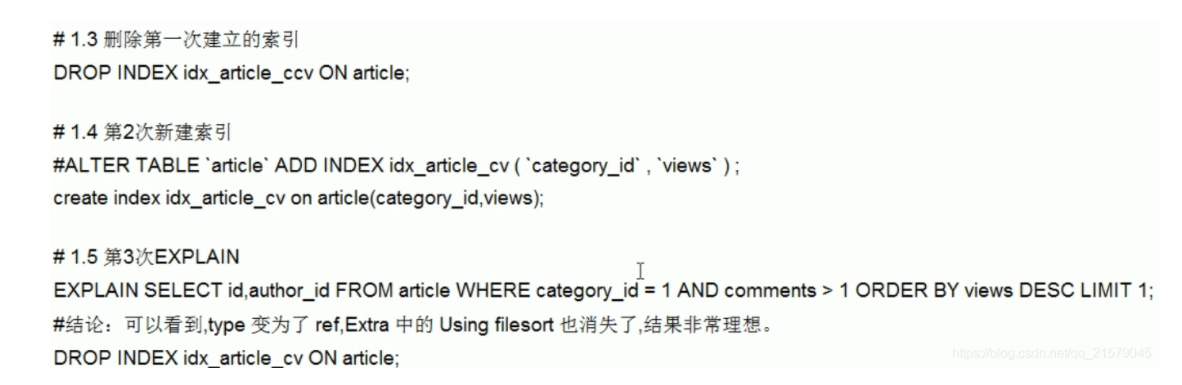 # 1.3 删除第一次建立的索引
DROP INDEX idx_article_ccv ON article;
# 1.4 第2次新建索引
#ALTER TABLE `article` ADD INDEX idx_article_cv ( `category_id` , `views` ) ;
create index idx_article_cv on article(category_id,views);
# 1.5 第3次EXPLAIN
EXPLAIN SELECT id,author_id FROM article WHERE category_id = 1 AND comments > 1 ORDER BY views DESC LIMIT 1;
#结论：可以看到,type 变为了 ref,Extra 中的 Using filesort 也消失了,结果非常理想。
DROP INDEX idx_article_cv ON article;
https://blog.csdn.net/qq_21579045